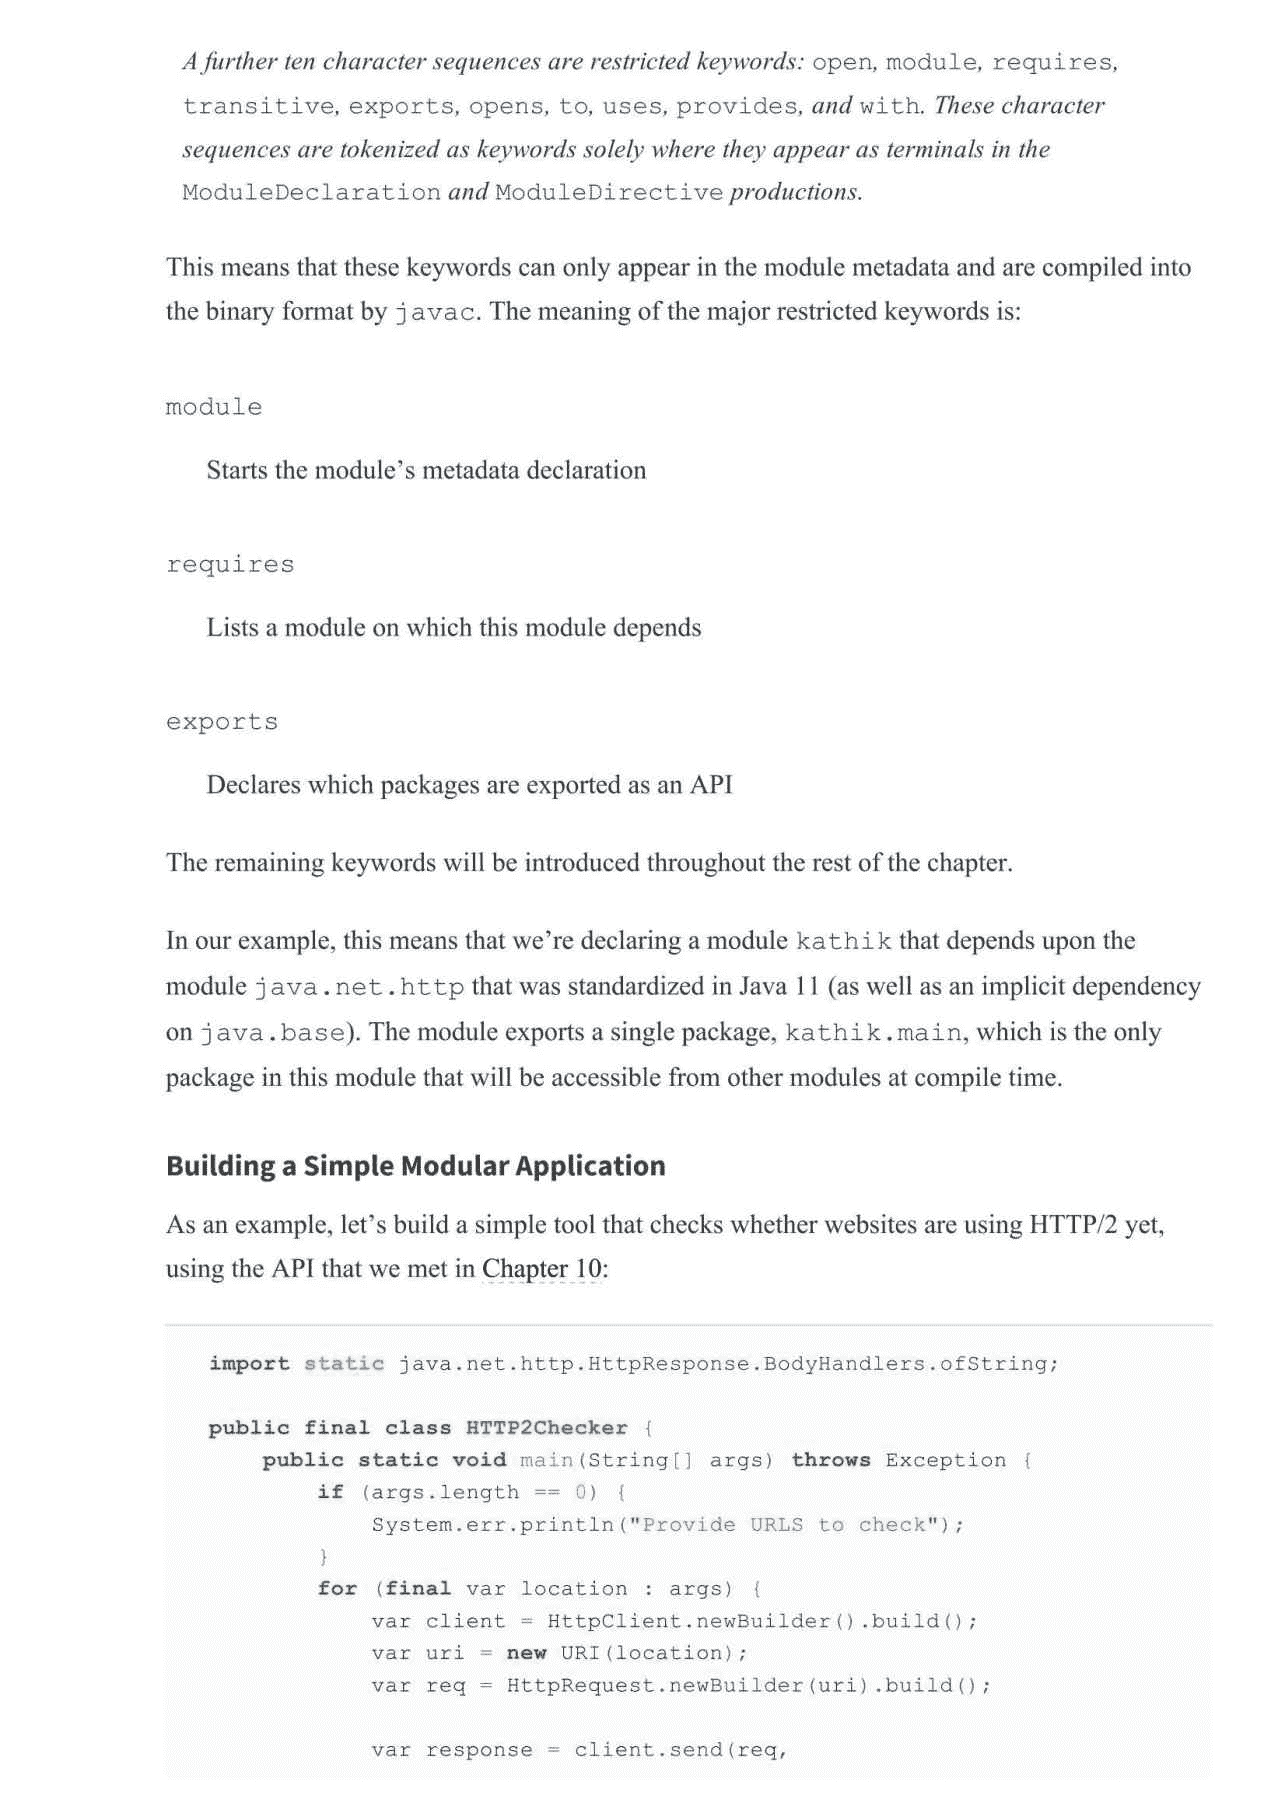 A further ten character sequences are restricted keywords: open, module, requires,
transitive, exports, opens, to, uses, provides, and with. These character
sequences are tokenized as keywords solely where they appear as terminals in the
ModuleDeclaration and ModuleDirective productions.
This means that these keywords can only appear in the module metadata and are compiled into
the binary format by javac. The meaning of the major restricted keywords is:
module
Starts the module’s metadata declaration
requires
Lists a module on which this module depends
exports
Declares which packages are exported as an API
The remaining keywords will be introduced throughout the rest of the chapter.
In our example, this means that we’re declaring a module kathik that depends upon the
module java.net.http that was standardized in Java 11 (as well as an implicit dependency
on java.base). The module exports a single package, kathik.main, which is the only
package in this module that will be accessible from other modules at compile time.
Building a Simple Modular Application
As an example, let’s build a simple tool that checks whether websites are using HTTP/2 yet,
using the API that we met in Chapter 10:
import static java.net.http.HttpResponse.BodyHandlers.ofString;
public final class HTTP2Checker {
public static void main(String[] args) throws Exception {
if (args.length == 0) {
System.err.println("Provide URLS to check");
}
for (final var location : args) {
var client = HttpClient.newBuilder().build();
var uri = new URI(location);
var req = HttpRequest.newBuilder(uri).build();
var response = client.send(req,